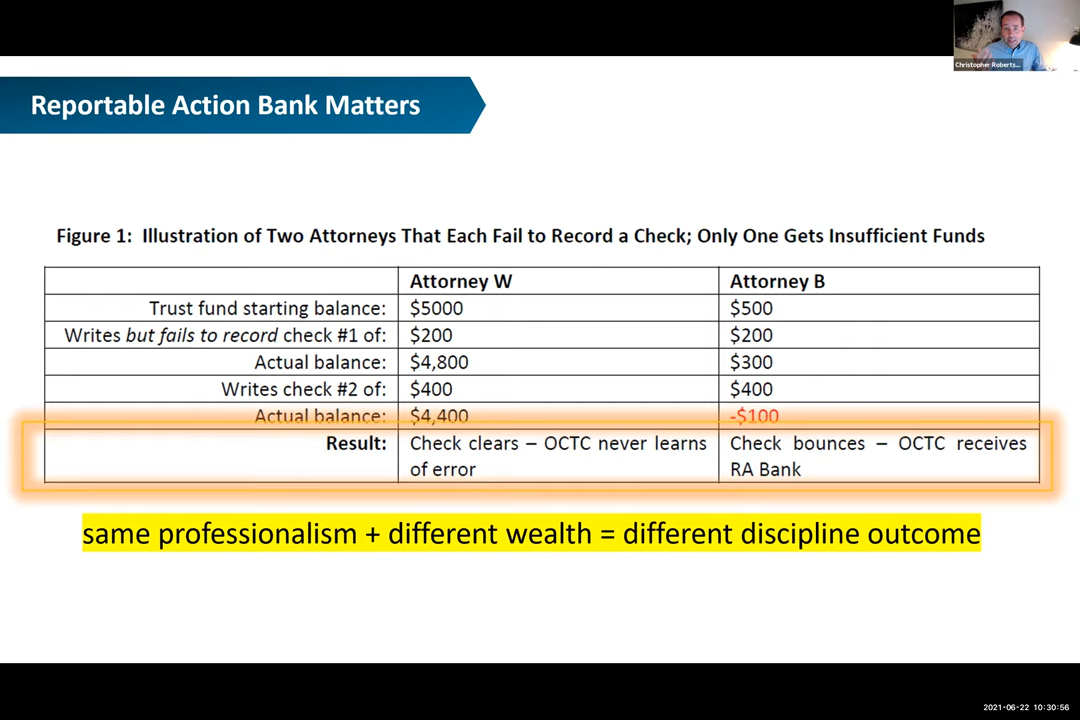 Christopher Roberts...
Reportable Action Bank Matters
Figure 1: Illustration of Two Attorneys That Each Fail to Record a Check; Only One Gets Insufficient Funds
Attorney W Attorney B
Trust fund starting balance: $5000 $500
Writes but fails to record check #1 of: $200 $200
Actual balance: $4,800 $300
Writes check #2 of: $400 $400
Actual balance: $4,400 -$100
Result: Check clears – OCTC never learns of error Check bounces – OCTC receives RA Bank
same professionalism + different wealth = different discipline outcome
2021-06-22 10:30:56